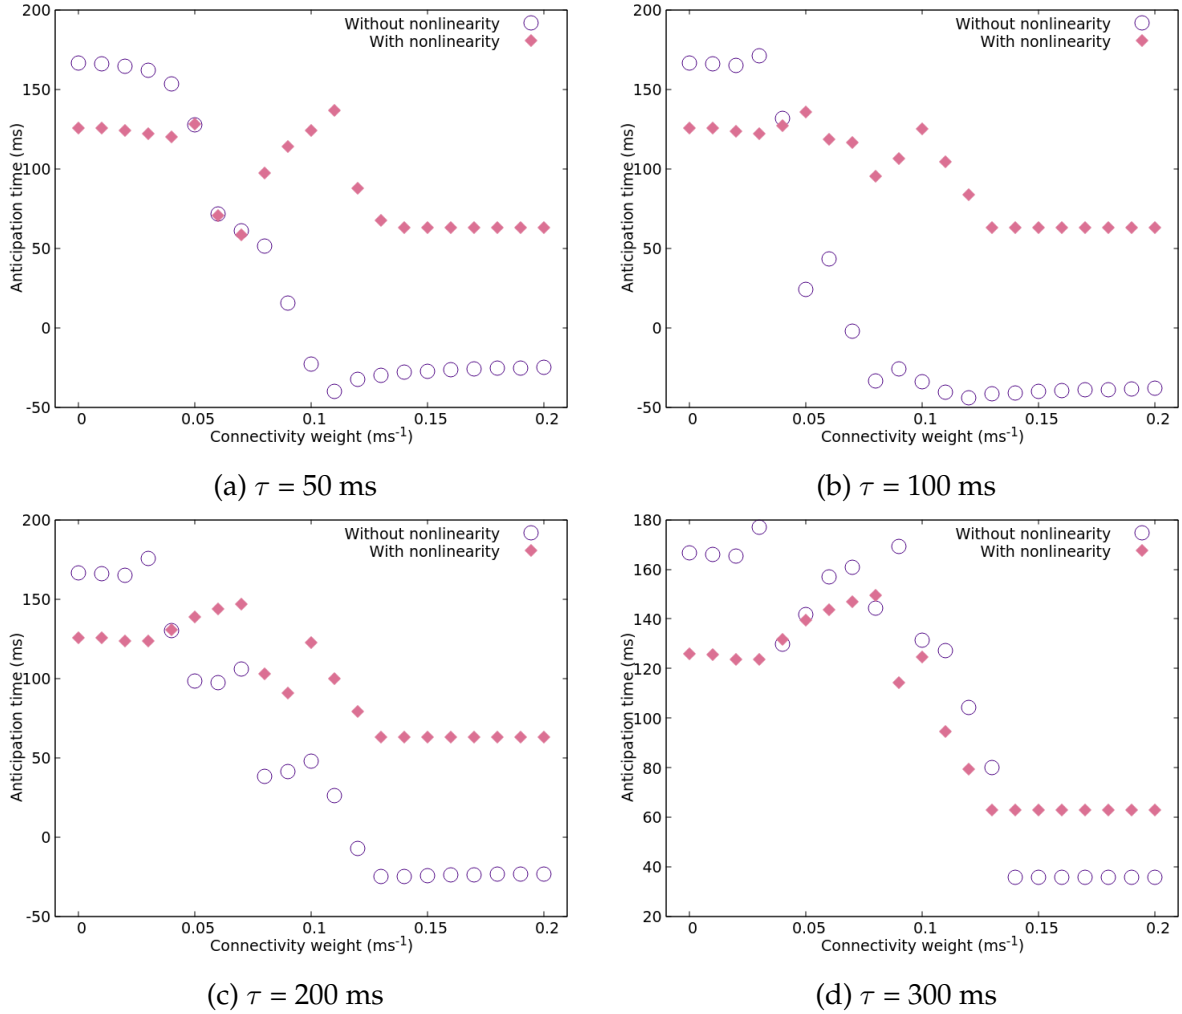 200
150
100
50
0
-50
0 0.05 0.1 0.15 0.2
Anticipation time (ms)
Connectivity weight (ms-1)
Without nonlinearity
With nonlinearity
(a) τ = 50 ms
200
150
100
50
0
-50
0 0.05 0.1 0.15 0.2
Anticipation time (ms)
Connectivity weight (ms-1)
Without nonlinearity
With nonlinearity
(b) τ = 100 ms
200
150
100
50
0
-50
0 0.05 0.1 0.15 0.2
Anticipation time (ms)
Connectivity weight (ms-1)
Without nonlinearity
With nonlinearity
(c) τ = 200 ms
180
160
140
120
100
80
60
40
20
0 0.05 0.1 0.15 0.2
Anticipation time (ms)
Connectivity weight (ms-1)
Without nonlinearity
With nonlinearity
(d) τ = 300 ms